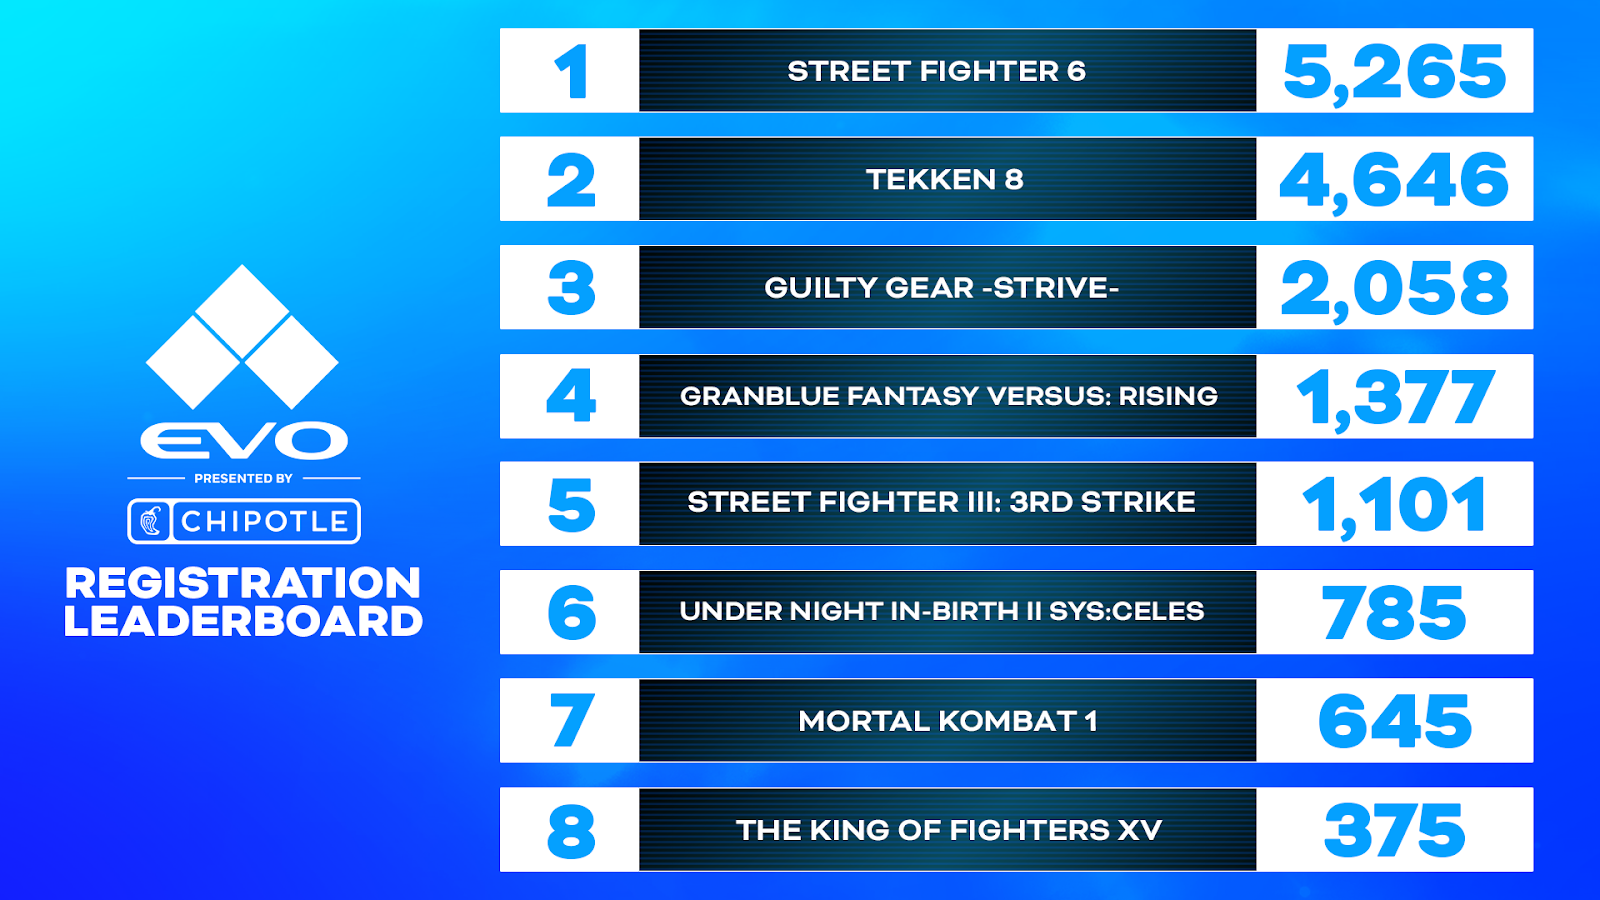 EVO
PRESENTED BY
CHIPOTLE
REGISTRATION
LEADERBOARD
1 STREET FIGHTER 6 5,265
2 TEKKEN 8 4,646
3 GUILTY GEAR -STRIVE- 2,058
4 GRANBLUE FANTASY VERSUS: RISING 1,377
5 STREET FIGHTER III: 3RD STRIKE 1,101
6 UNDER NIGHT IN-BIRTH II SYS:CELES 785
7 MORTAL KOMBAT 1 645
8 THE KING OF FIGHTERS XV 375